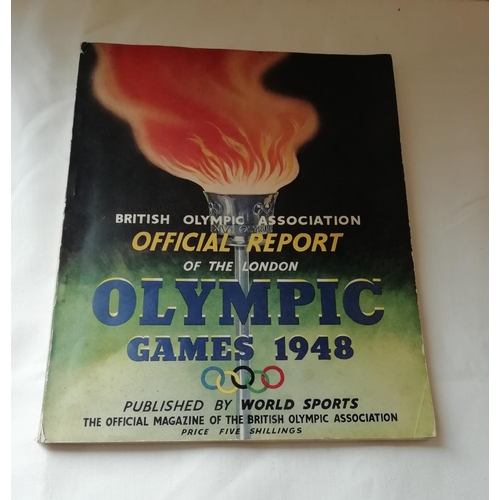 BRITISH OLYMPIC ASSOCIATION
OFFICIAL REPORT
OF THE LONDON
OLYMPIC
GAMES 1948
PUBLISHED BY WORLD SPORTS
THE OFFICIAL MAGAZINE OF THE BRITISH OLYMPIC ASSOCIATION
PRICE FIVE SHILLINGS